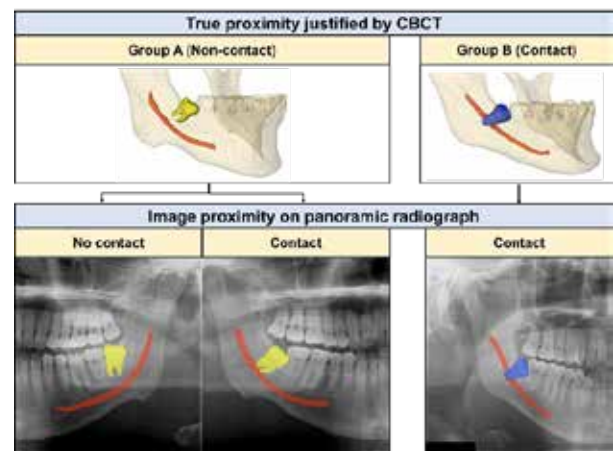 True proximity justified by CBCT
Group A (Non-contact)
Group B (Contact)
Image proximity on panoramic radiograph
No contact
Contact
Contact